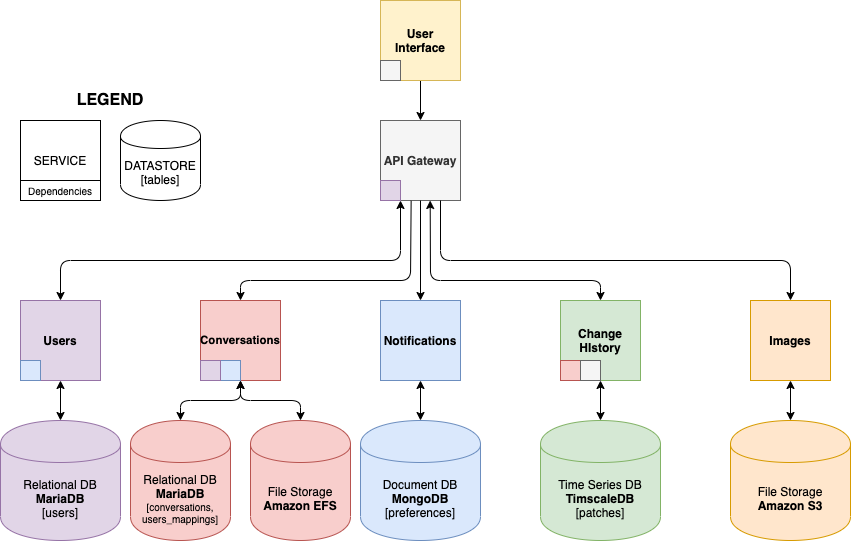 User
Interface
LEGEND
SERVICE
Dependencies
DATASTORE
[tables]
API Gateway
Users
Conversations
Notifications
Change
HIstory
Images
Relational DB
MariaDB
[users]
Relational DB
MariaDB
[conversations,
users_mappings]
File Storage
Amazon EFS
Document DB
MongoDB
[preferences]
Time Series DB
TimscaleDB
[patches]
File Storage
Amazon S3